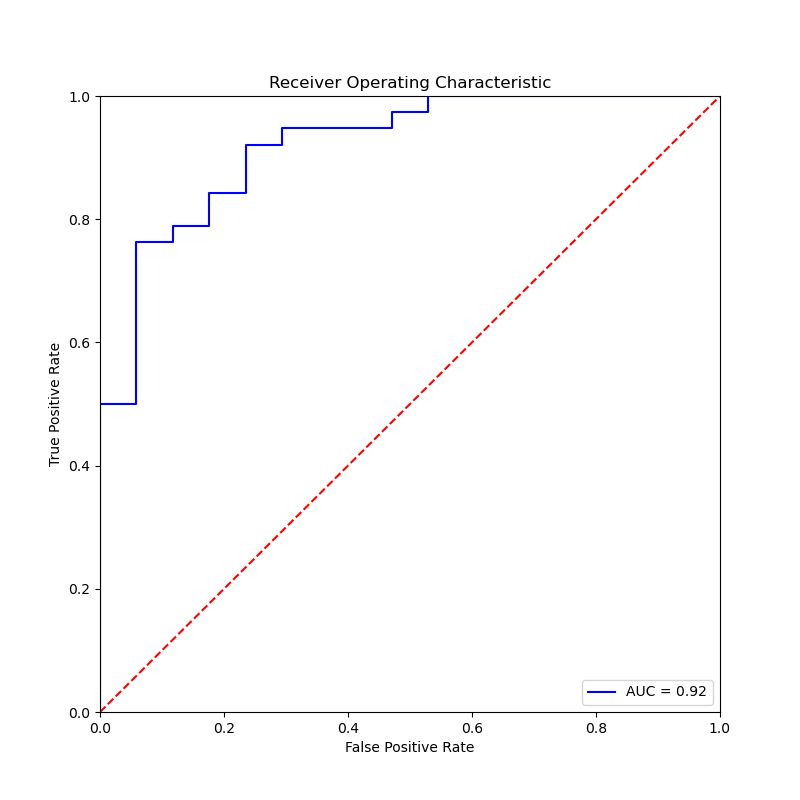 Receiver Operating Characteristic
1.0
0.8
0.6
0.4
0.2
0.0
True Positive Rate
AUC = 0.92
0.0 0.2 0.4 0.6 0.8 1.0
False Positive Rate